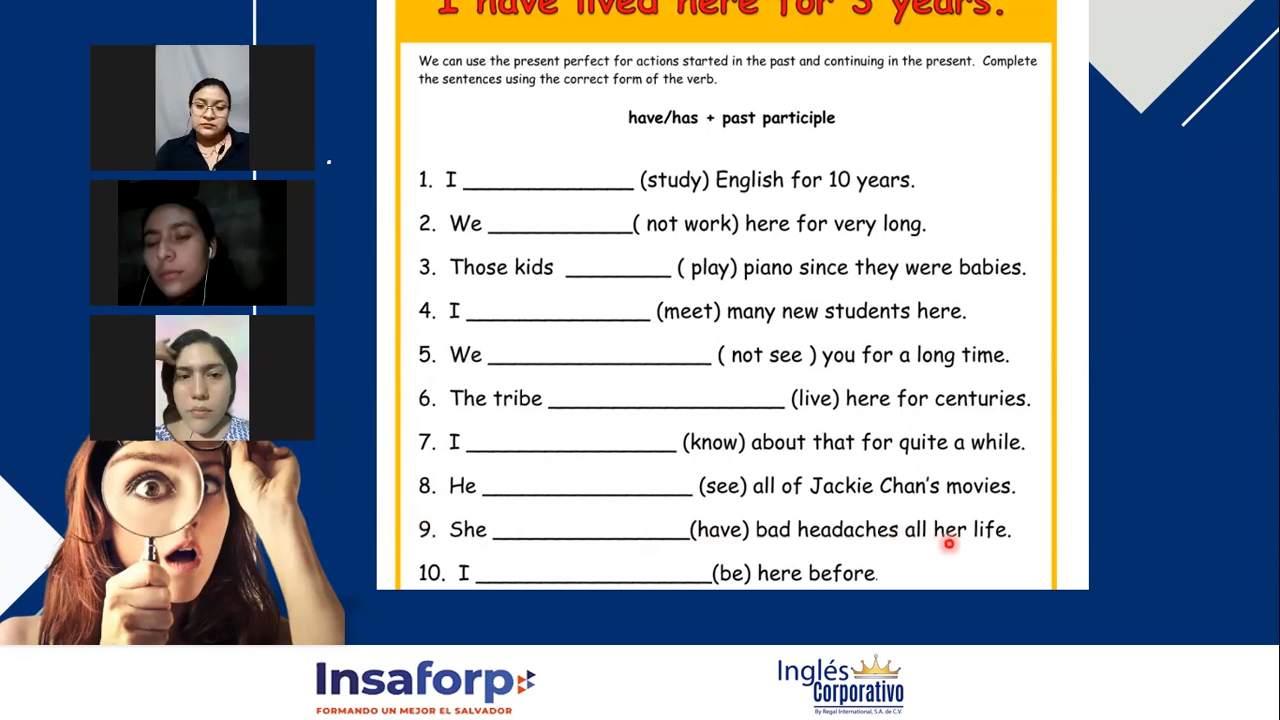 I have lived here for 3 years.
We can use the present perfect for actions started in the past and continuing in the present. Complete
the sentences using the correct form of the verb.
have/has + past participle
1. I ______________ (study) English for 10 years.
2. We ____________( not work) here for very long.
3. Those kids _________ ( play) piano since they were babies.
4. I _______________ (meet) many new students here.
5. We ___________________ ( not see ) you for a long time.
6. The tribe ____________________ (live) here for centuries.
7. I __________________ (know) about that for quite a while.
8. He __________________ (see) all of Jackie Chan's movies.
9. She _________________(have) bad headaches all her life.
10. I ____________________(be) here before.
Insaforp
FORMANDO UN MEJOR EL SALVADOR
Inglés
Corporativo
By Regal International, S.A. de C.V.